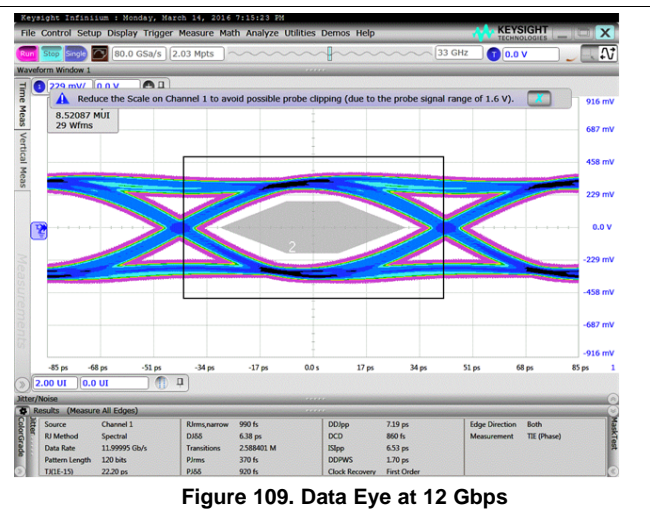 Keysight Infiniium : Monday, March 14, 2016 7:15:23 PM
File Control Setup Display Trigger Measure Math Analyze Utilities Demos Help
KEYSIGHT
TECHNOLOGIES
Run Stop Single 80.0 GSa/s 2.03 Mpts 33 GHz T 0.0 V
Waveform Window 1
1 229 mV/ 0.0 V
Reduce the Scale on Channel 1 to avoid possible probe clipping (due to the probe signal range of 1.6 V).
8.52087 MUI
29 Wfms
Time Meas
Vertical Meas
Measurements
916 mV
687 mV
458 mV
229 mV
0.0 V
-229 mV
-458 mV
-687 mV
-916 mV
2
-85 ps -68 ps -51 ps -34 ps -17 ps 0.0 s 17 ps 34 ps 51 ps 68 ps 85 ps 1
2.00 UI 0.0 UI
Jitter/Noise
Results (Measure All Edges)
ColorGrade
Jitter
MaskTest
Source Channel 1 RJrms,narrow 990 fs DDJpp 7.19 ps Edge Direction Both
RJ Method Spectral DJδδ 6.38 ps DCD 860 fs Measurement TIE (Phase)
Data Rate 11.99995 Gb/s Transitions 2.588401 M ISIpp 6.53 ps
Pattern Length 120 bits PJrms 370 fs DDPWS 1.70 ps
TJ(1E-15) 22.20 ps PJδδ 920 fs Clock Recovery First Order
Figure 109. Data Eye at 12 Gbps